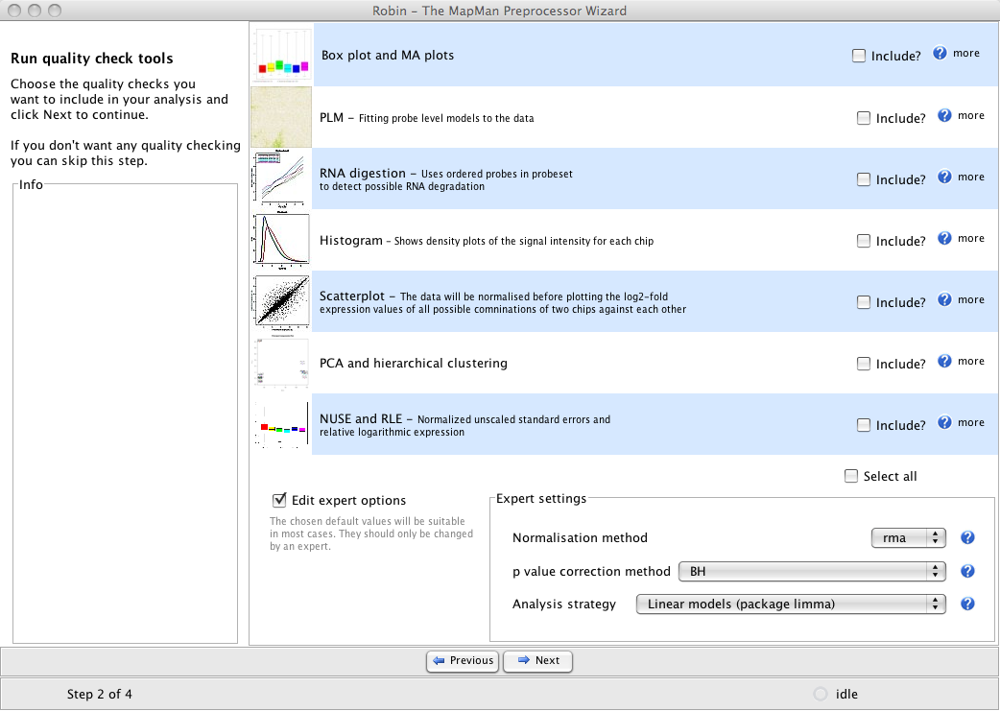 Robin – The MapMan Preprocessor Wizard
Run quality check tools
Choose the quality checks you
want to include in your analysis and
click Next to continue.
If you don't want any quality checking
you can skip this step.
Info
Box plot and MA plots
Include?
? more
PLM – Fitting probe level models to the data
Include?
? more
RNA digestion – Uses ordered probes in probeset
to detect possible RNA degradation
Include?
? more
Histogram – Shows density plots of the signal intensity for each chip
Include?
? more
Scatterplot – The data will be normalised before plotting the log2-fold
expression values of all possible comninations of two chips against each other
Include?
? more
PCA and hierarchical clustering
Include?
? more
NUSE and RLE – Normalized unscaled standard errors and
relative logarithmic expression
Include?
? more
Select all
Edit expert options
The chosen default values will be suitable
in most cases. They should only be changed
by an expert.
Expert settings
Normalisation method
rma
?
p value correction method
BH
?
Analysis strategy
Linear models (package limma)
?
Previous
Next
Step 2 of 4
idle